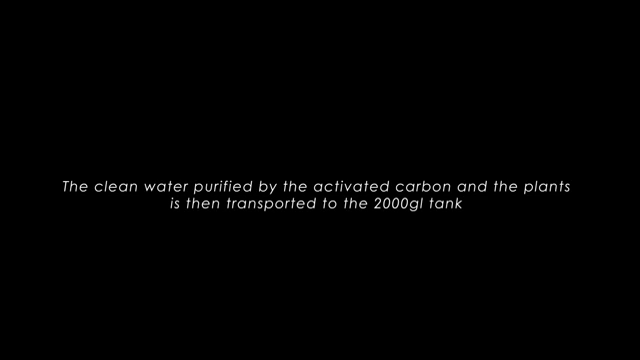 The clean water purified by the activated carbon and the plants
is then transported to the 2000gl tank